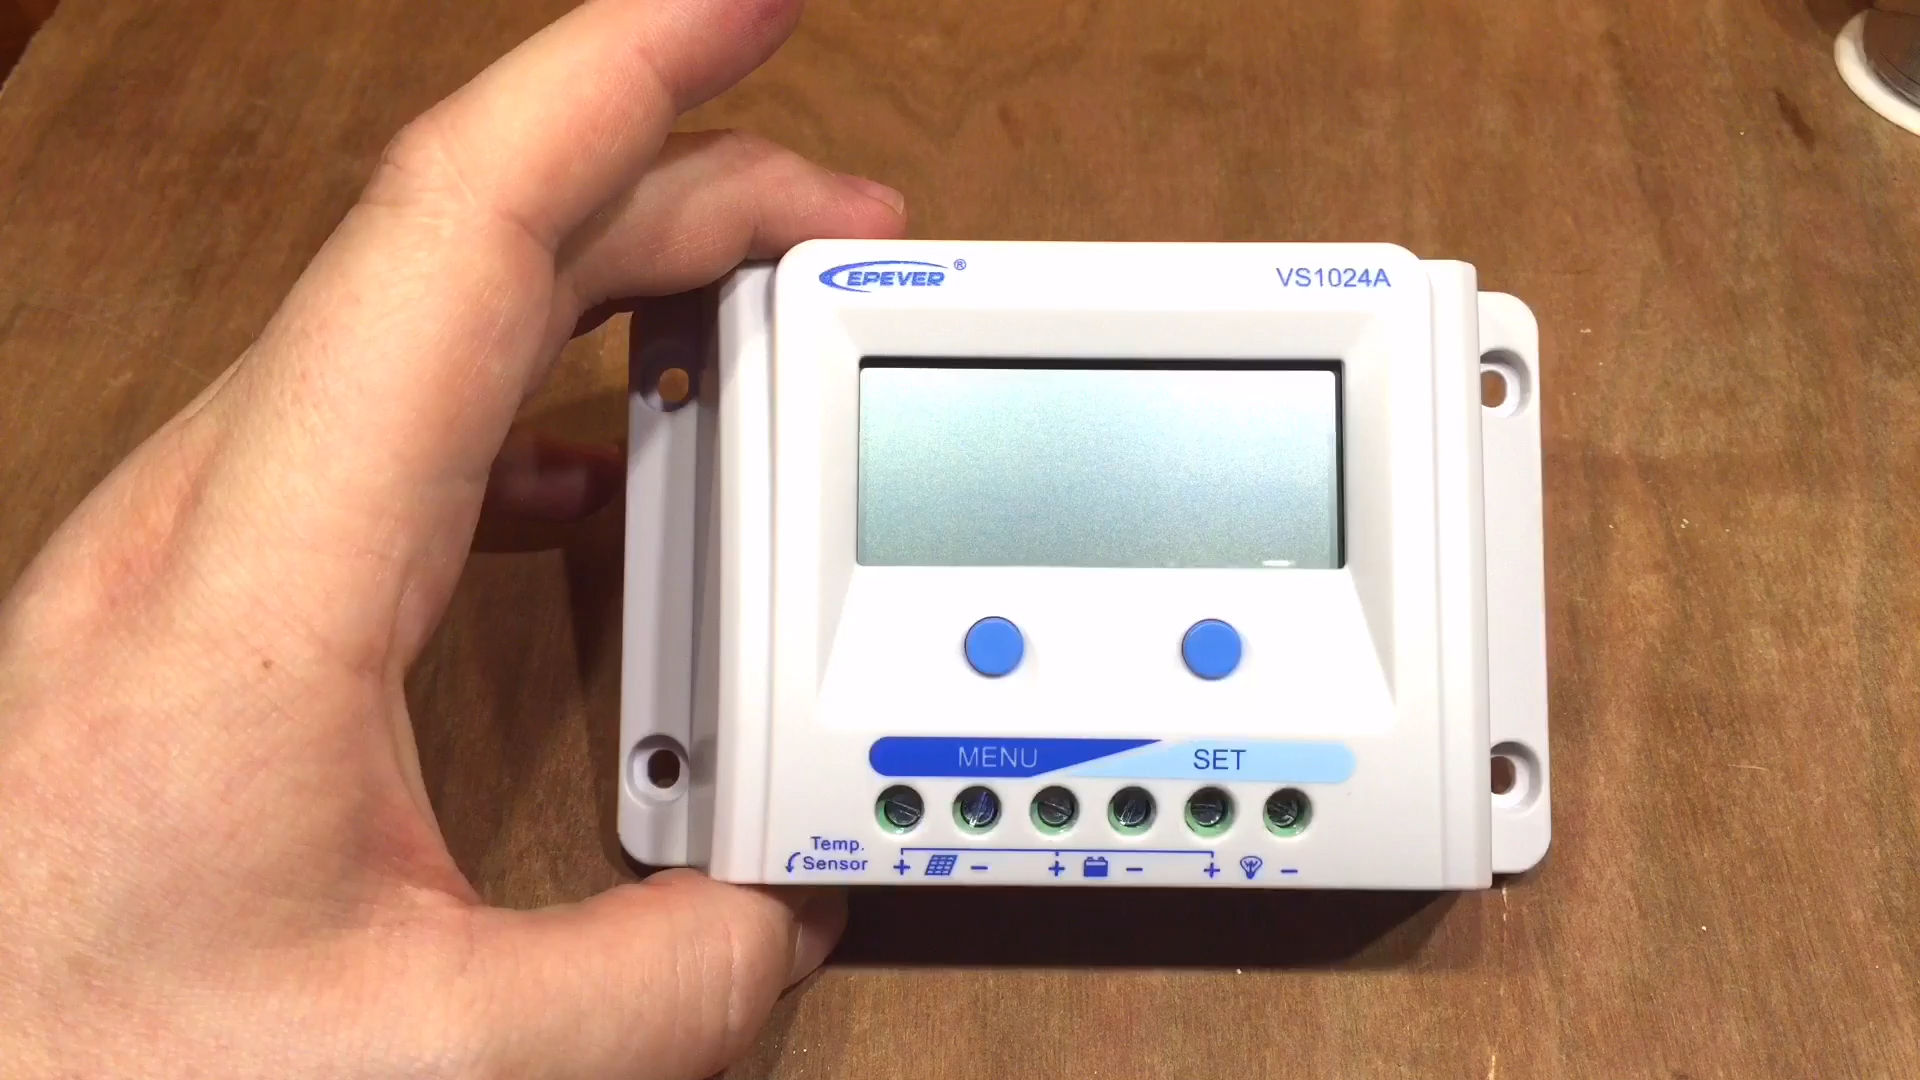 EPEVER® VS1024A
MENU SET
Temp.
Sensor + - + - + -